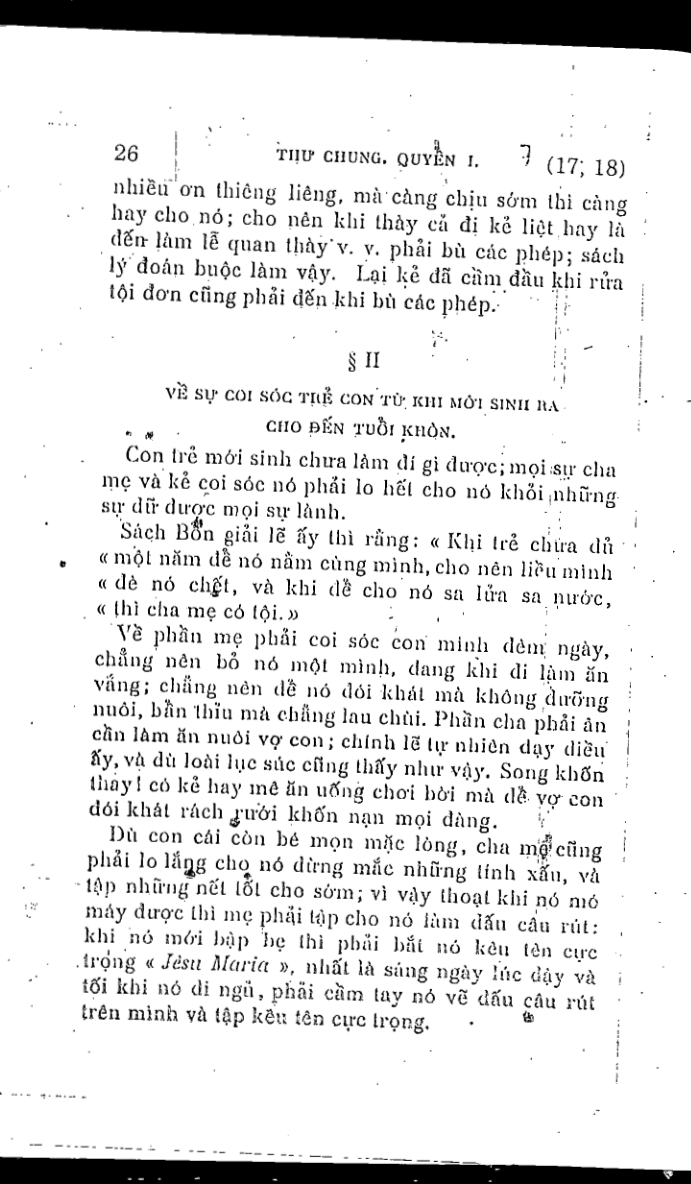 26 THƯ CHUNG. QUYỂN I. 7 (17; 18)
nhiều ơn thiêng liêng, mà càng chịu sớm thì càng
hay cho nó; cho nên khi thày cả đi kẻ liệt hay là
đến làm lễ quan thày v. v. phải bù các phép; sách
lý đoán buộc làm vậy. Lại kẻ đã cầm đầu khi rửa
tội đơn cũng phải đến khi bù các phép.
§ II
VỀ SỰ COI SÓC TRẺ CON TỪ KHI MỚI SINH RA
CHO ĐẾN TUỔI KHÔN.
Con trẻ mới sinh chưa làm đí gì được; mọi sự cha
mẹ và kẻ coi sóc nó phải lo hết cho nó khỏi những
sự dữ được mọi sự lành.
Sách Bổn giải lẽ ấy thì rằng: « Khi trẻ chưa đủ
« một năm để nó nằm cùng mình, cho nên liều mình
« đè nó chết, và khi để cho nó sa lửa sa nước,
« thì cha mẹ có tội. »
Về phần mẹ phải coi sóc con mình đêm ngày,
chẳng nên bỏ nó một mình, đang khi đi làm ăn
vắng; chẳng nên để nó đói khát mà không dưỡng
nuôi, bẩn thỉu mà chẳng lau chùi. Phần cha phải ân
cần làm ăn nuôi vợ con; chính lẽ tự nhiên dạy điều
ấy, và dù loài lục súc cũng thấy như vậy. Song khốn
thay! có kẻ hay mê ăn uống chơi bời mà để vợ con
đói khát rách rưới khốn nạn mọi đàng.
Dù con cái còn bé mọn mặc lòng, cha mẹ cũng
phải lo lắng cho nó đừng mắc những tính xấu, và
tập những nết tốt cho sớm; vì vậy thoạt khi nó mó
máy được thì mẹ phải tập cho nó làm dấu câu rút:
khi nó mới bập bẹ thì phải bắt nó kêu tên cực
trọng « Jêsu Maria », nhất là sáng ngày lúc dậy và
tối khi nó đi ngủ, phải cầm tay nó vẽ dấu câu rút
trên mình và tập kêu tên cực trọng.